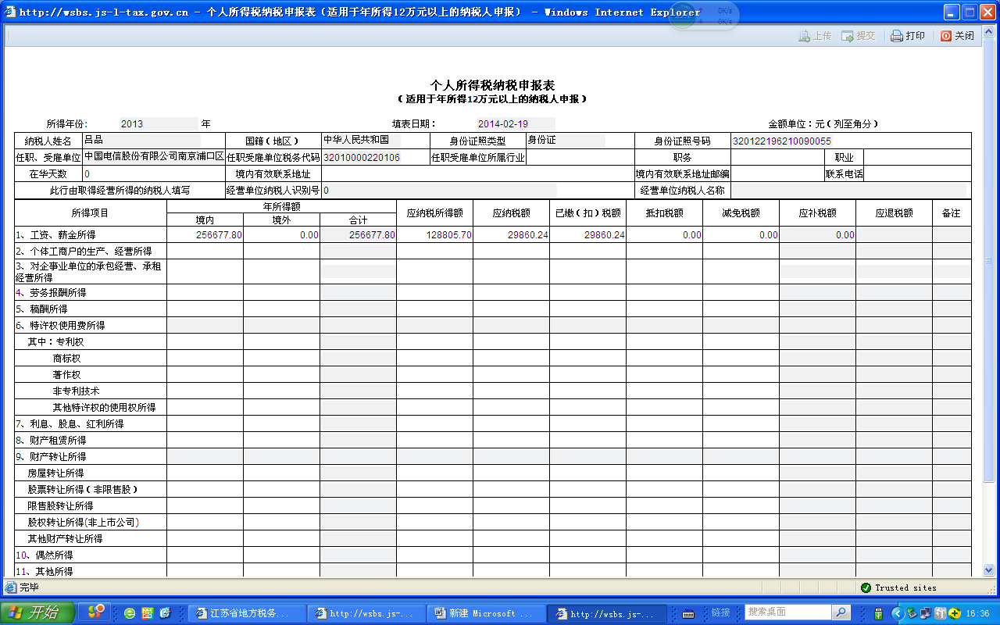 http://wsbs.js-l-tax.gov.cn - 个人所得税纳税申报表（适用于年所得12万元以上的纳税人申报） - Windows Internet Explorer
0K/s
0K/s
上传 提交 打印 关闭
个人所得税纳税申报表
（适用于年所得12万元以上的纳税人申报）
所得年份： 2013 年 填表日期： 2014-02-19 金额单位：元（列至角分）
纳税人姓名 吕品 国籍（地区） 中华人民共和国 身份证照类型 身份证 身份证照号码 320122196210090055
任职、受雇单位 中国电信股份有限公司南京浦口区 任职受雇单位税务代码 32010000220106 任职受雇单位所属行业 职务 职业
在华天数 0 境内有效联系地址 境内有效联系地址邮编 联系电话
此行由取得经营所得的纳税人填写 经营单位纳税人识别号 0 经营单位纳税人名称
所得项目 年所得额 应纳税所得额 应纳税额 已缴（扣）税额 抵扣税额 减免税额 应补税额 应退税额 备注
境内 境外 合计
1、工资、薪金所得 256677.80 0.00 256677.80 128805.70 29860.24 29860.24 0.00 0.00 0.00
2、个体工商户的生产、经营所得
3、对企事业单位的承包经营、承租
经营所得
4、劳务报酬所得
5、稿酬所得
6、特许权使用费所得
其中：专利权
商标权
著作权
非专利技术
其他特许权的使用权所得
7、利息、股息、红利所得
8、财产租赁所得
9、财产转让所得
房屋转让所得
股票转让所得（非限售股）
限售股转让所得
股权转让所得(非上市公司)
其他财产转让所得
10、偶然所得
11、其他所得
完毕 Trusted sites
开始 江苏省地方税务... http://wsbs.js-... 新建 Microsoft ... http://wsbs.js-... 链接 搜索桌面 16:36